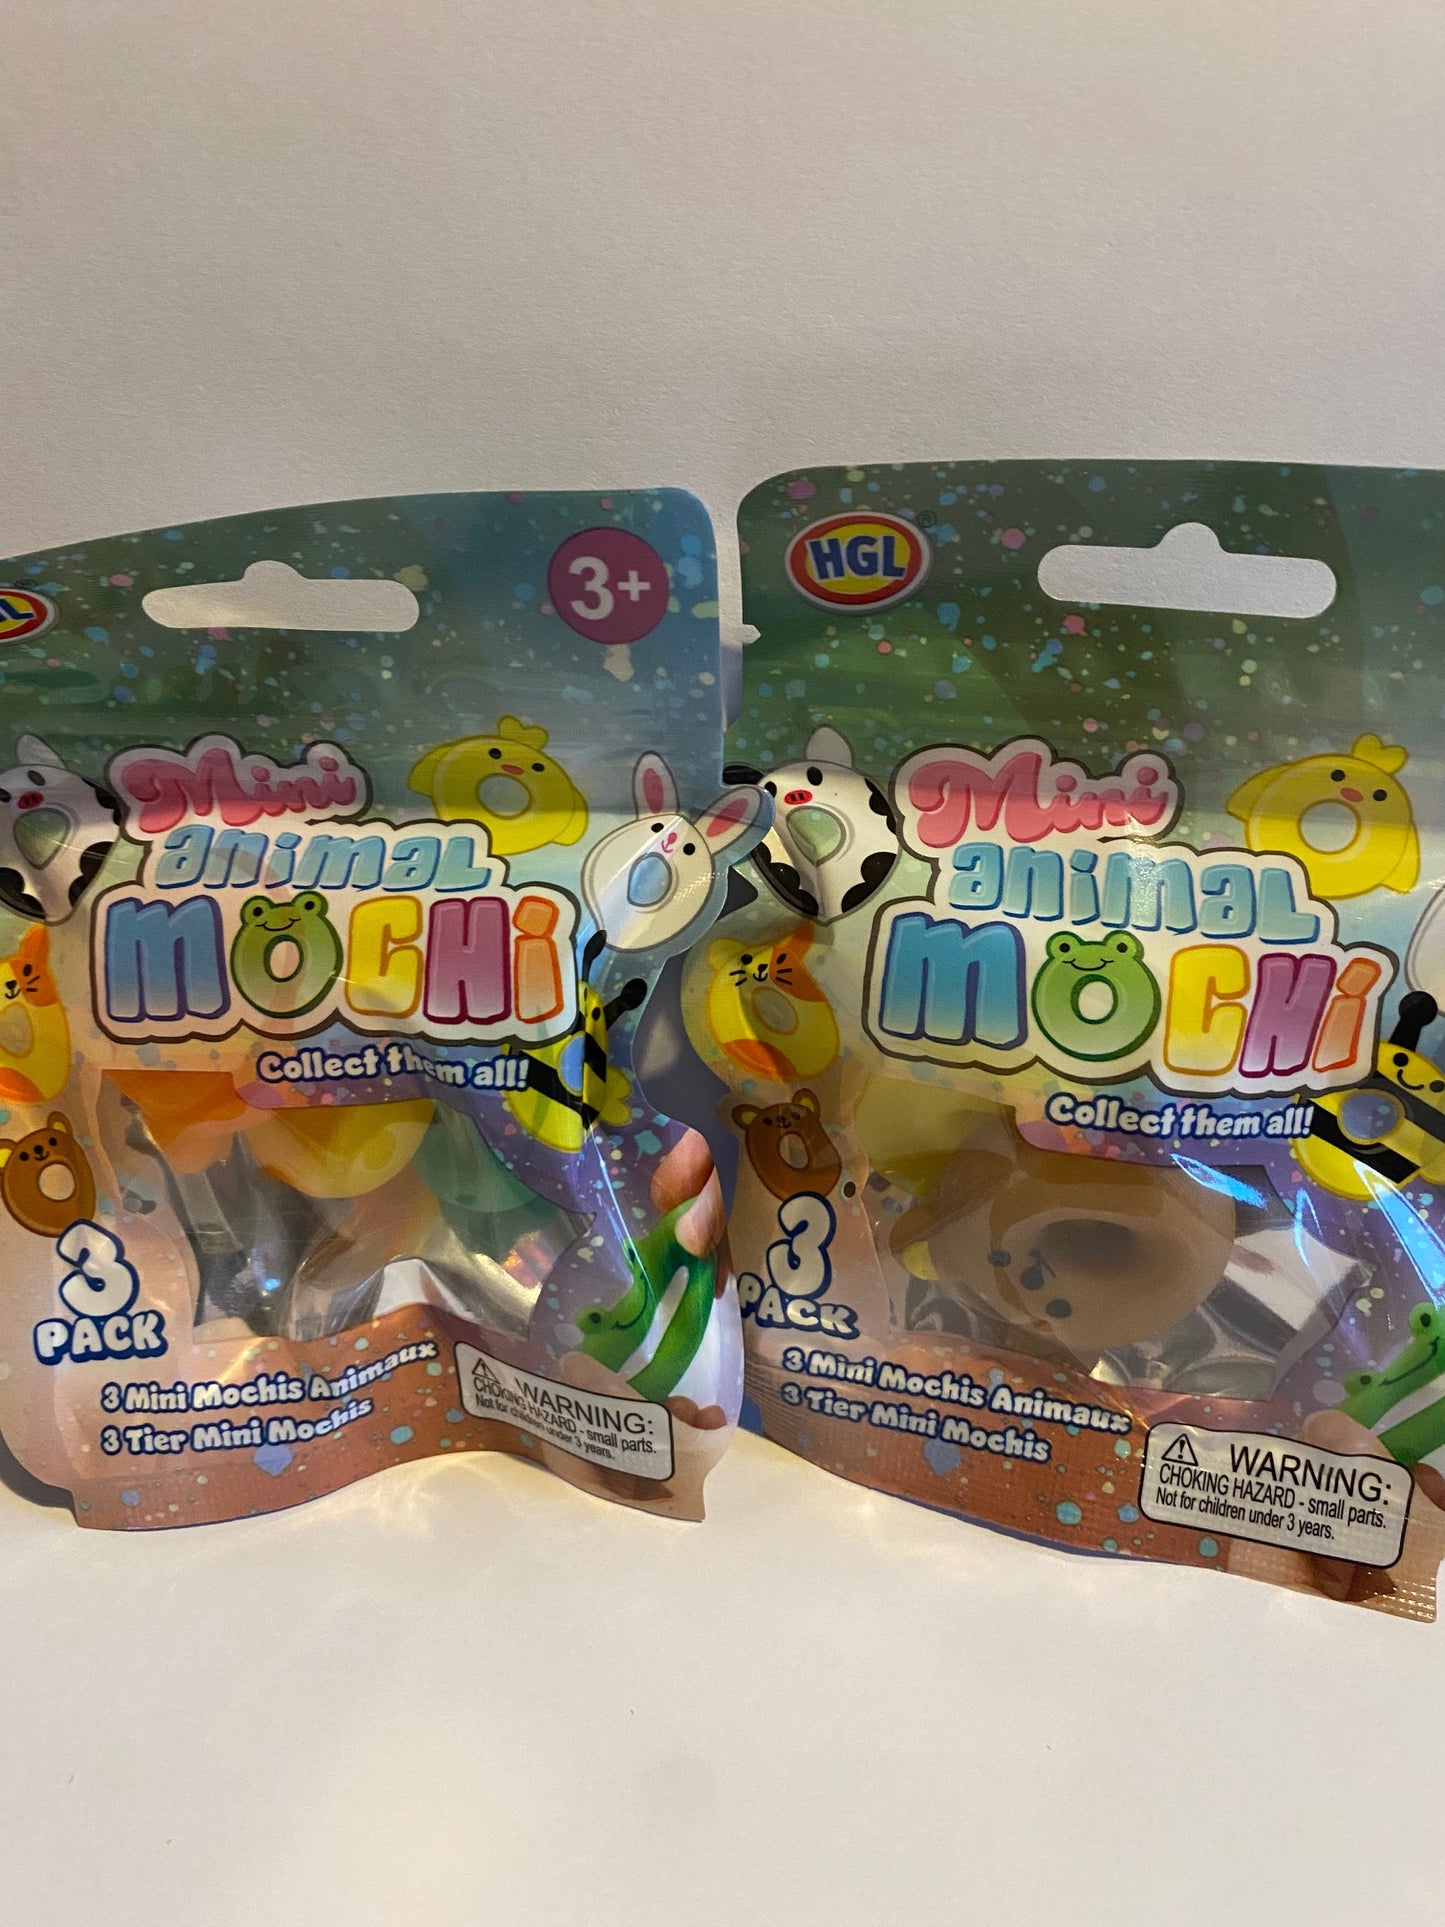 3+
Mini
animal
mochi
Collect them all!
3
PACK
3 Mini Mochis Animaux
3 Tier Mini Mochis
WARNING:
CHOKING HAZARD - small parts.
Not for children under 3 years.
HGL®
Mini
animal
mochi
Collect them all!
3
PACK
3 Mini Mochis Animaux
3 Tier Mini Mochis
WARNING:
CHOKING HAZARD - small parts.
Not for children under 3 years.